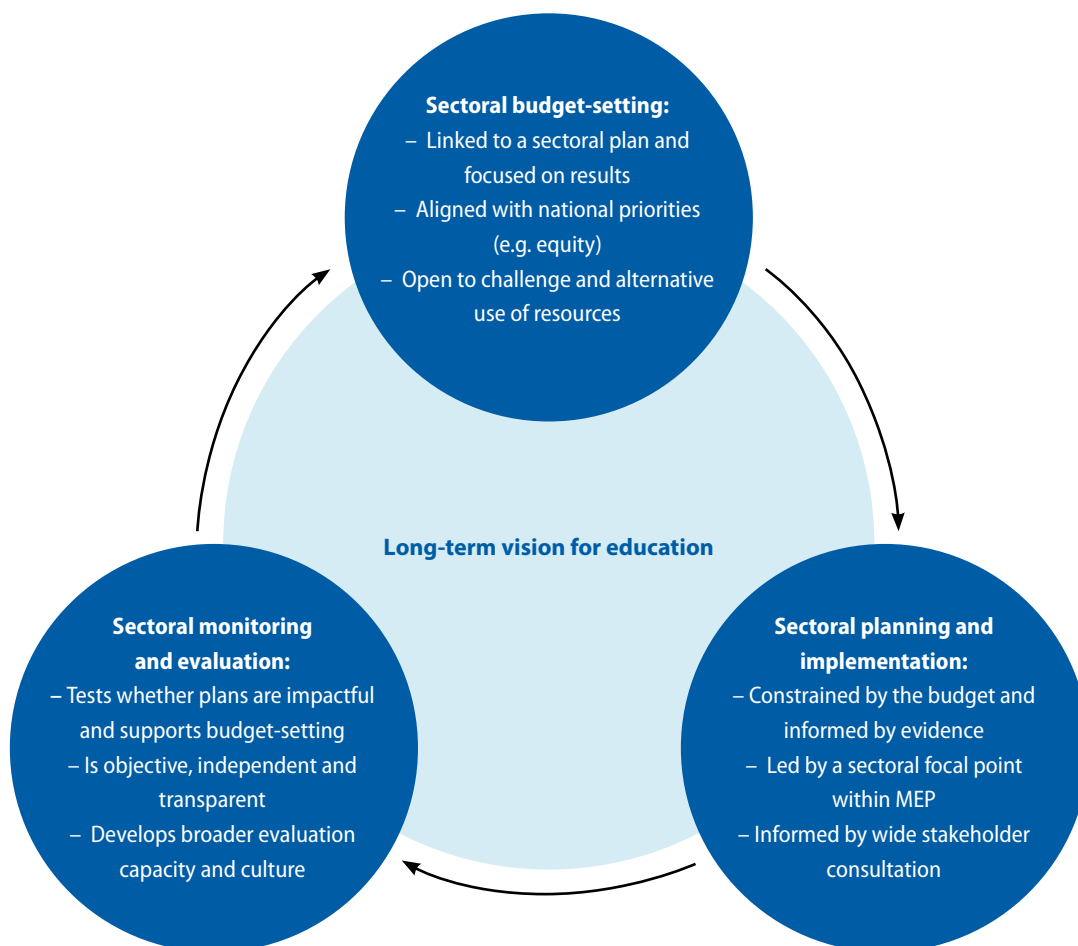 Sectoral budget-setting:
– Linked to a sectoral plan and
focused on results
– Aligned with national priorities
(e.g. equity)
– Open to challenge and alternative
use of resources
Long-term vision for education
Sectoral monitoring
and evaluation:
– Tests whether plans are impactful
and supports budget-setting
– Is objective, independent and
transparent
– Develops broader evaluation
capacity and culture
Sectoral planning and
implementation:
– Constrained by the budget and
informed by evidence
– Led by a sectoral focal point
within MEP
– Informed by wide stakeholder
consultation